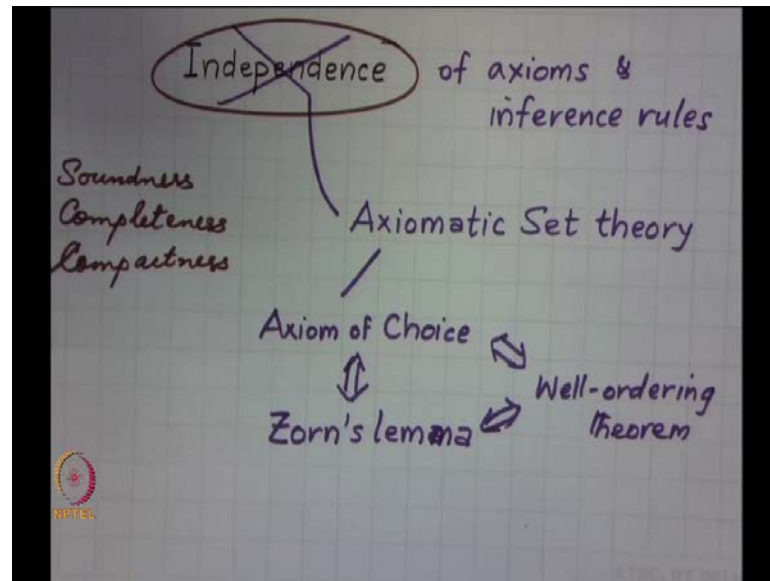 Independence of axioms &
inference rules
Soundness
Completeness
Compactness
Axiomatic Set theory
Axiom of Choice
Well-ordering
theorem
Zorn's lemma
NPTEL